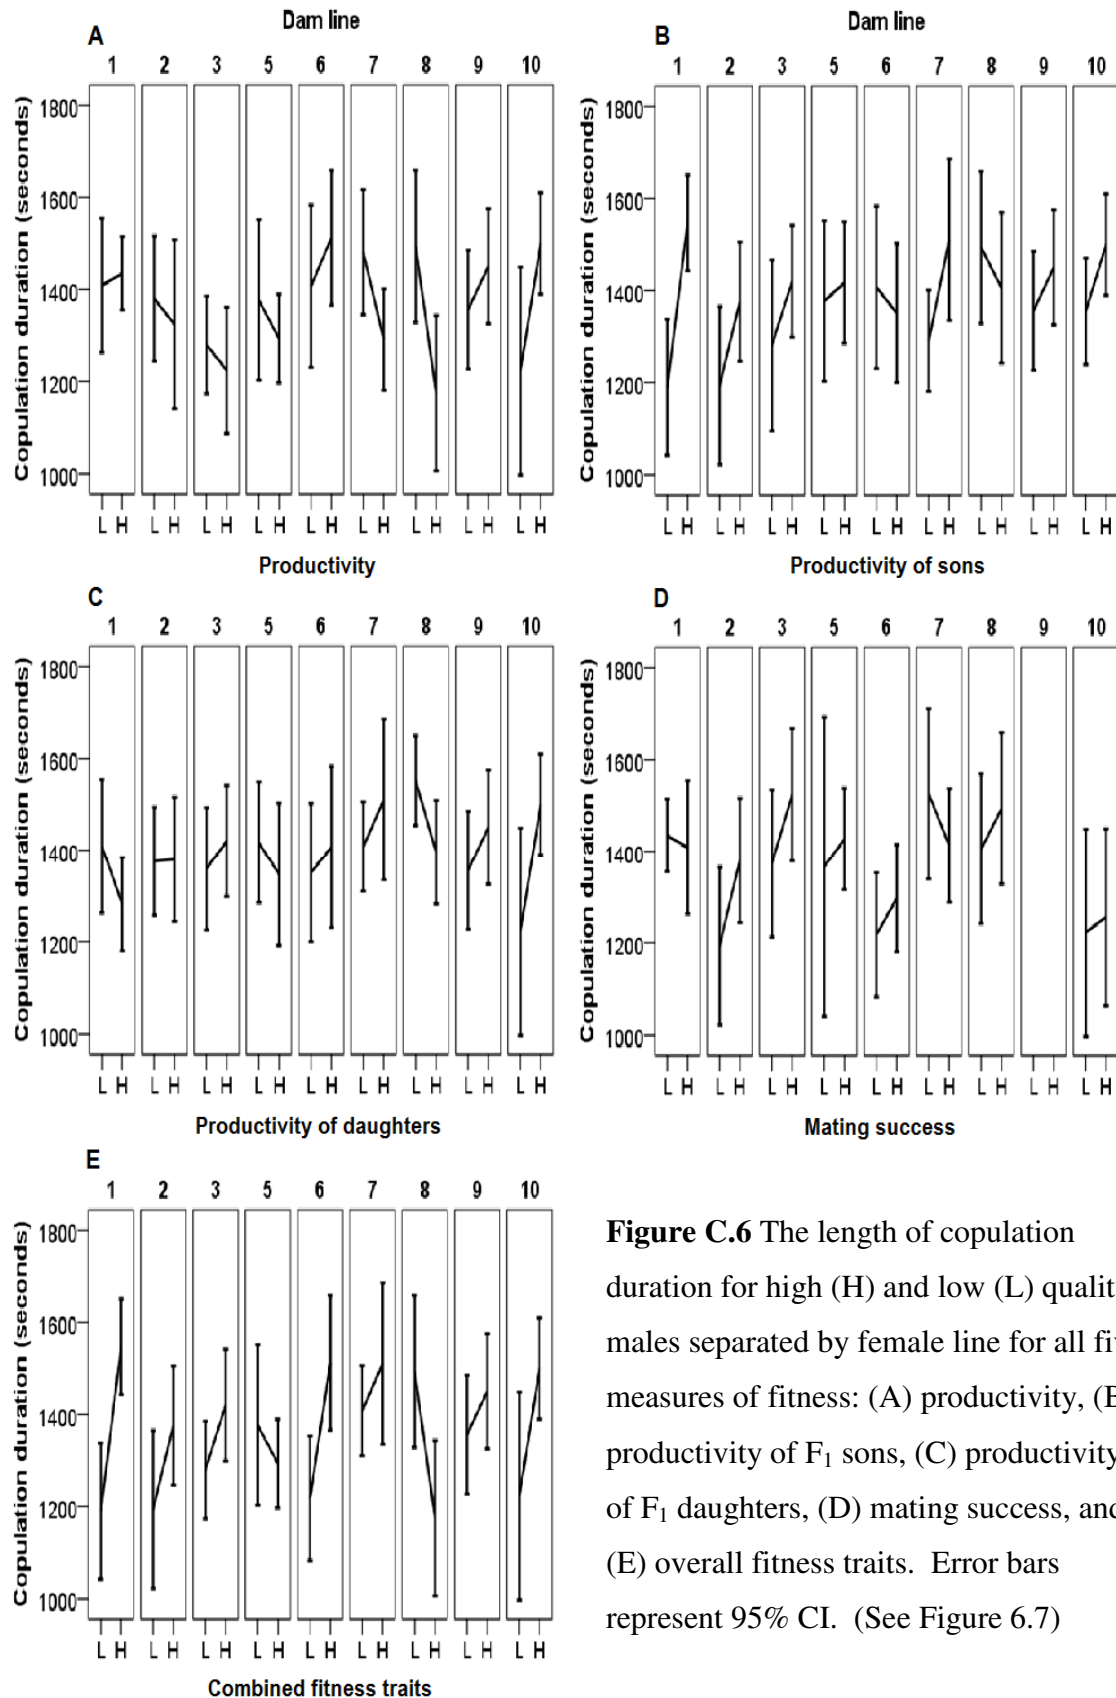 A
Dam line
1 2 3 5 6 7 8 9 10
Copulation duration (seconds)
1800
1600
1400
1200
1000
L H L H L H L H L H L H L H L H L H
Productivity
B
Dam line
1 2 3 5 6 7 8 9 10
Copulation duration (seconds)
1800
1600
1400
1200
1000
L H L H L H L H L H L H L H L H L H
Productivity of sons
C
1 2 3 5 6 7 8 9 10
Copulation duration (seconds)
1800
1600
1400
1200
1000
L H L H L H L H L H L H L H L H L H
Productivity of daughters
D
1 2 3 5 6 7 8 9 10
Copulation duration (seconds)
1800
1600
1400
1200
1000
L H L H L H L H L H L H L H L H L H
Mating success
E
1 2 3 5 6 7 8 9 10
Copulation duration (seconds)
1800
1600
1400
1200
1000
L H L H L H L H L H L H L H L H L H
Combined fitness traits
Figure C.6 The length of copulation
duration for high (H) and low (L)
males separated by female line for all
measures of fitness: (A) productivity,
productivity of F₁ sons, (C) productivity
of F₁ daughters, (D) mating success, and
(E) overall fitness traits. Error bars
represent 95% CI. (See Figure 6.7)